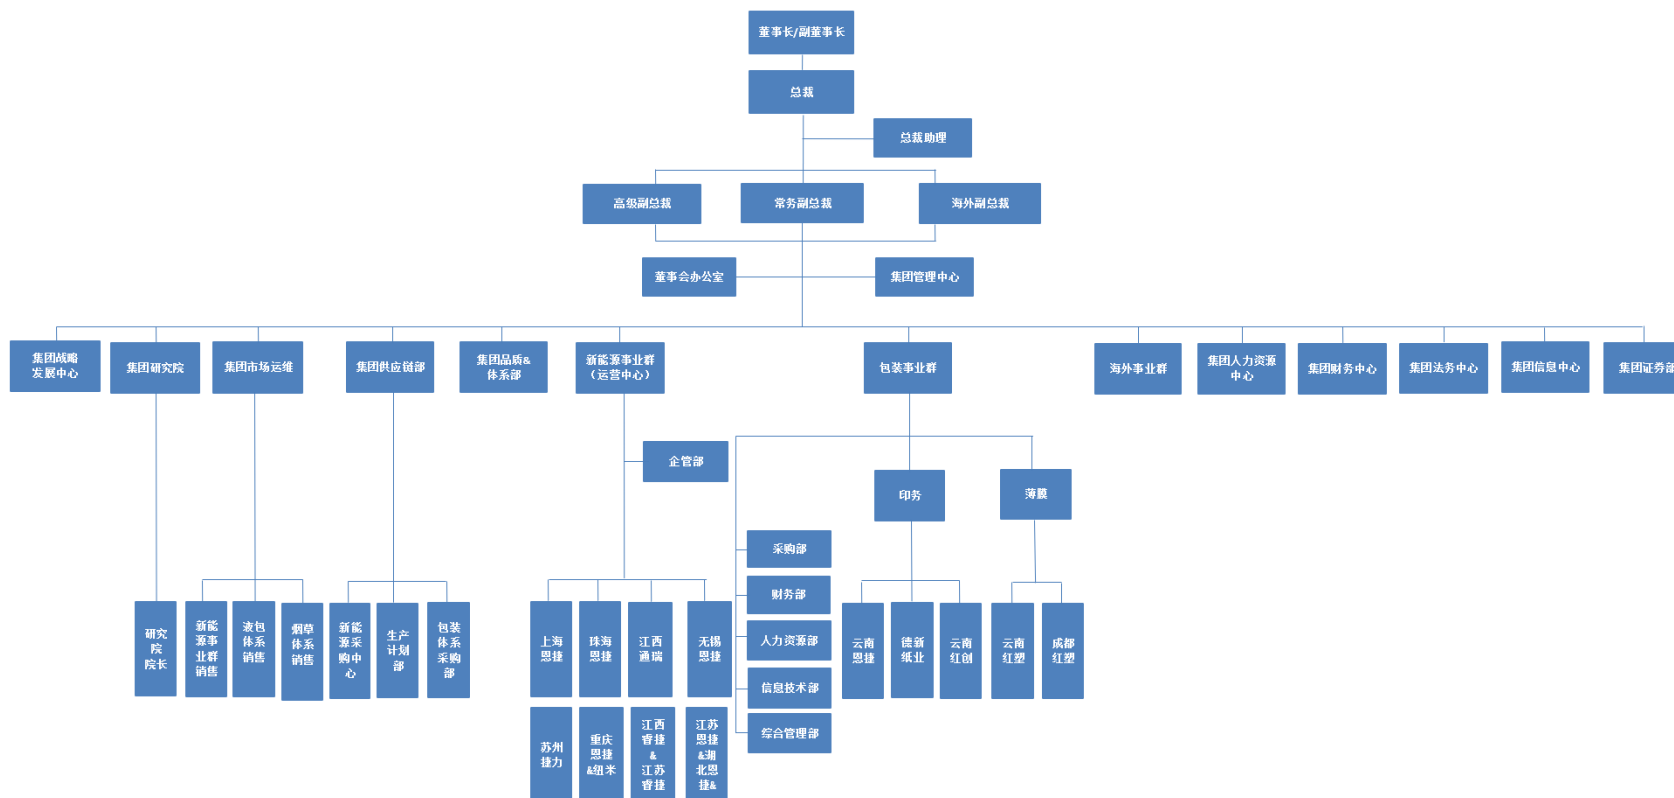 董事长/副董事长
总裁
总裁助理
高级副总裁
常务副总裁
海外副总裁
董事会办公室
集团管理中心
集团战略
发展中心
集团研究院
集团市场运维
集团供应链部
集团品质&
体系部
新能源事业群
（运营中心）
包装事业群
海外事业群
集团人力资源
中心
集团财务中心
集团法务中心
集团信息中心
集团证券部
企管部
印务
薄膜
采购部
财务部
人力资源部
信息技术部
综合管理部
研究
院
院长
新能
源事
业群
销售
液包
体系
销售
烟草
体系
销售
新能
源采
购中
心
生产
计划
部
包装
体系
采购
部
上海
恩捷
珠海
恩捷
江西
通瑞
无锡
恩捷
云南
恩捷
德新
纸业
云南
红创
云南
红塑
成都
红塑
苏州
捷力
重庆
恩捷
&纽米
江西
睿捷
&
江苏
睿捷
江苏
恩捷
&湖
北恩
捷&